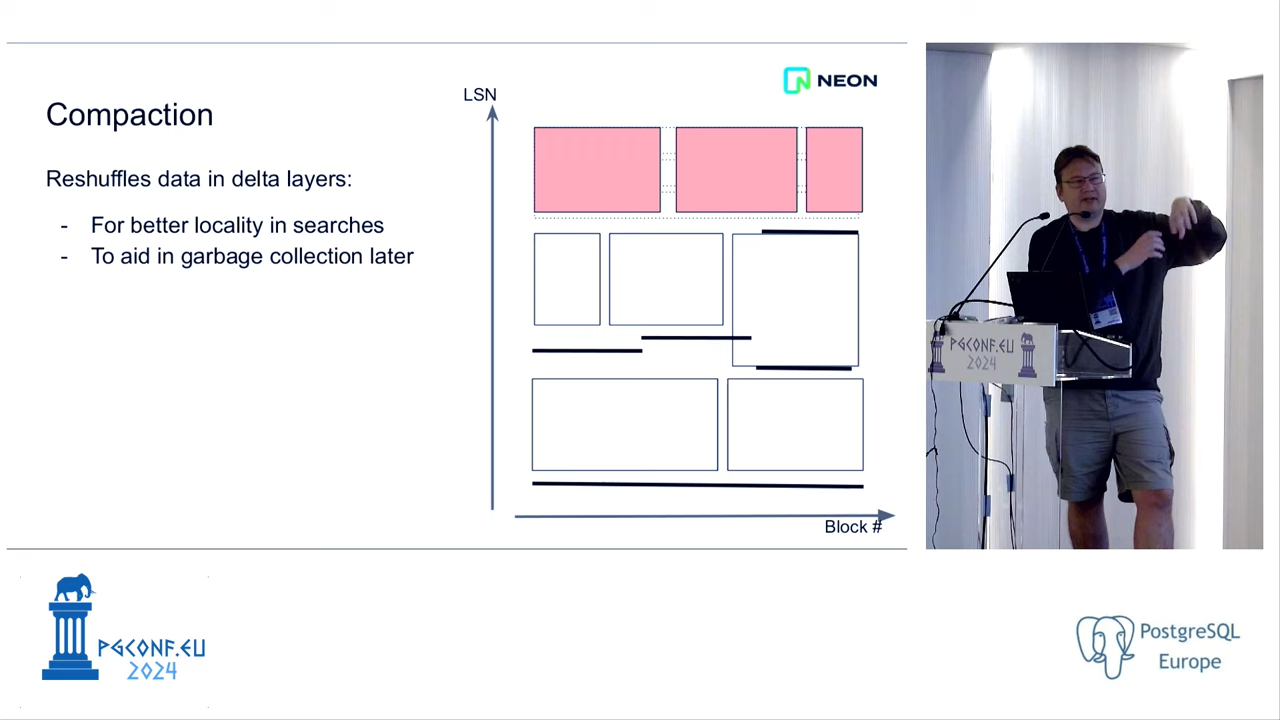 Compaction
Reshuffles data in delta layers:
- For better locality in searches
- To aid in garbage collection later
LSN
NEON
Block #
PGCONF.EU
2024
PGCONF.EU
2024
PostgreSQL
Europe